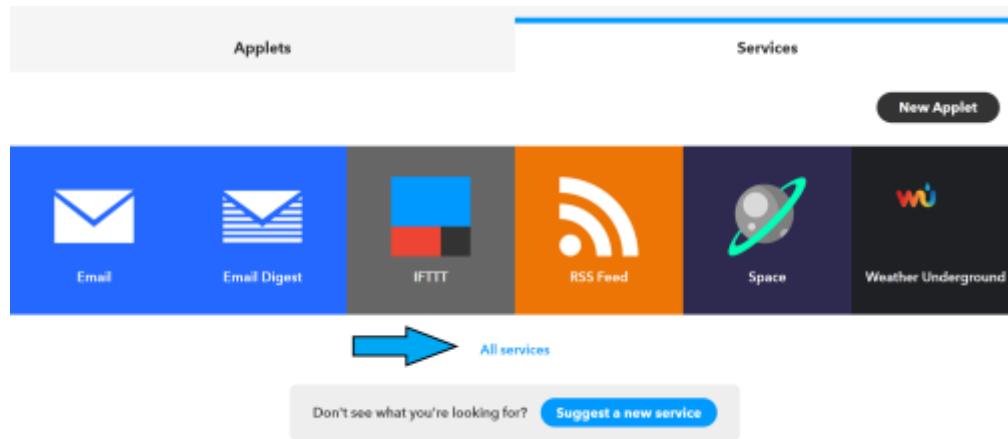 Applets
Services
New Applet
Email
Email Digest
IFTTT
RSS Feed
Space
wu
Weather Underground
All services
Don't see what you're looking for?
Suggest a new service